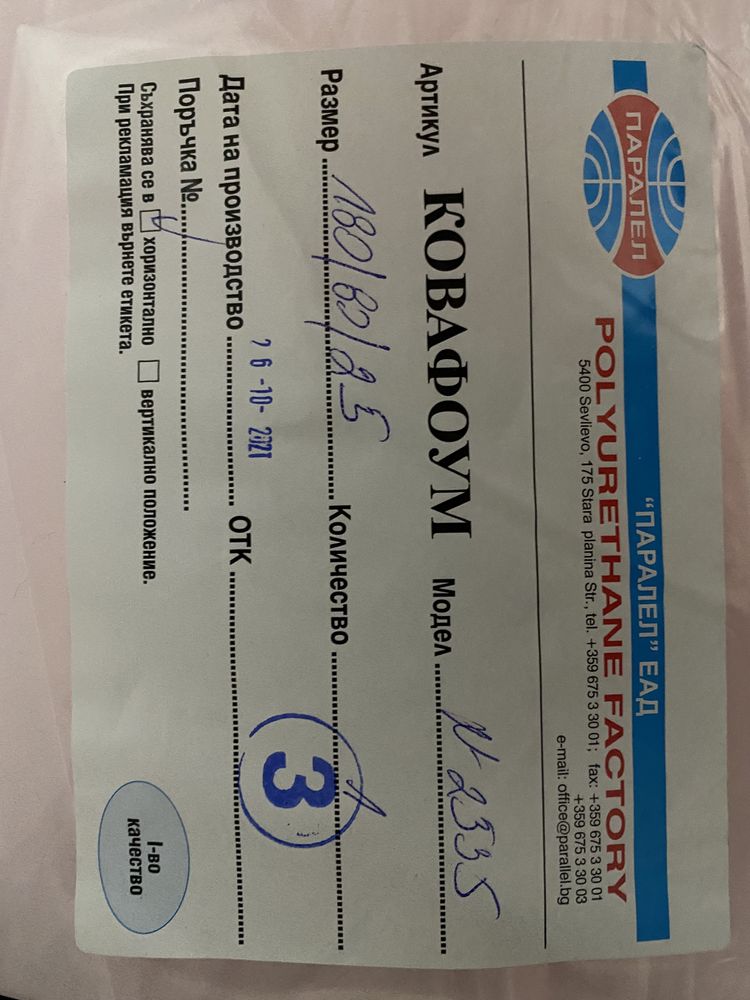 ПАРАЛЕЛ
"ПАРАЛЕЛ" ЕАД
POLYURETHANE FACTORY
5400 Sevlievo, 175 Stara planina Str., tel. +359 675 3 30 01; fax: +359 675 3 30 01
+359 675 3 30 03
e-mail: office@parallel.bg
Артикул КОВАФОУМ Модел N 2535
Размер 180/80/25 Количество 1
3
Дата на производство 26-10-2021 ОТК
Поръчка №
Съхранява се в хоризонтално вертикално положение.
При рекламация върнете етикета.
I-во
качество